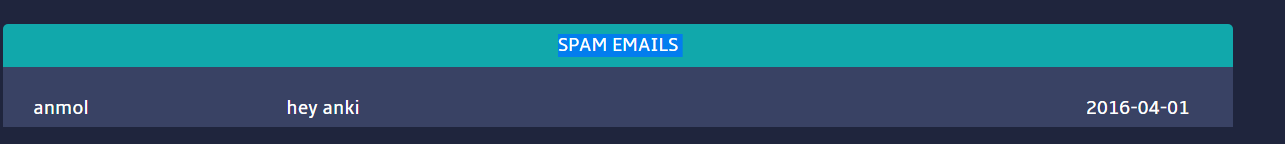 SPAM EMAILS
anmol hey anki 2016-04-01